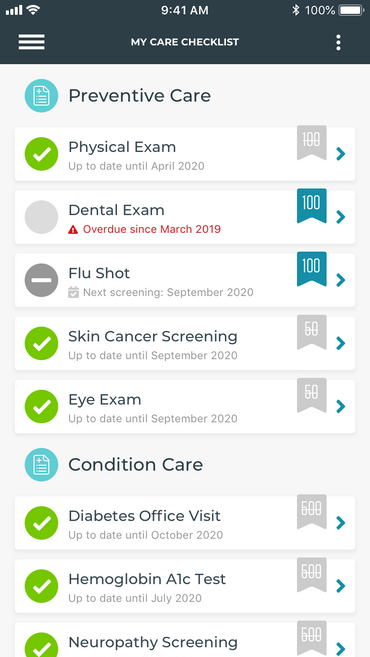 9:41 AM 100%
MY CARE CHECKLIST
Preventive Care
Physical Exam
100
Up to date until April 2020
Dental Exam
100
Overdue since March 2019
Flu Shot
100
Next screening: September 2020
Skin Cancer Screening
50
Up to date until September 2020
Eye Exam
50
Up to date until September 2020
Condition Care
Diabetes Office Visit
500
Up to date until October 2020
Hemoglobin A1c Test
500
Up to date until July 2020
Neuropathy Screening
500